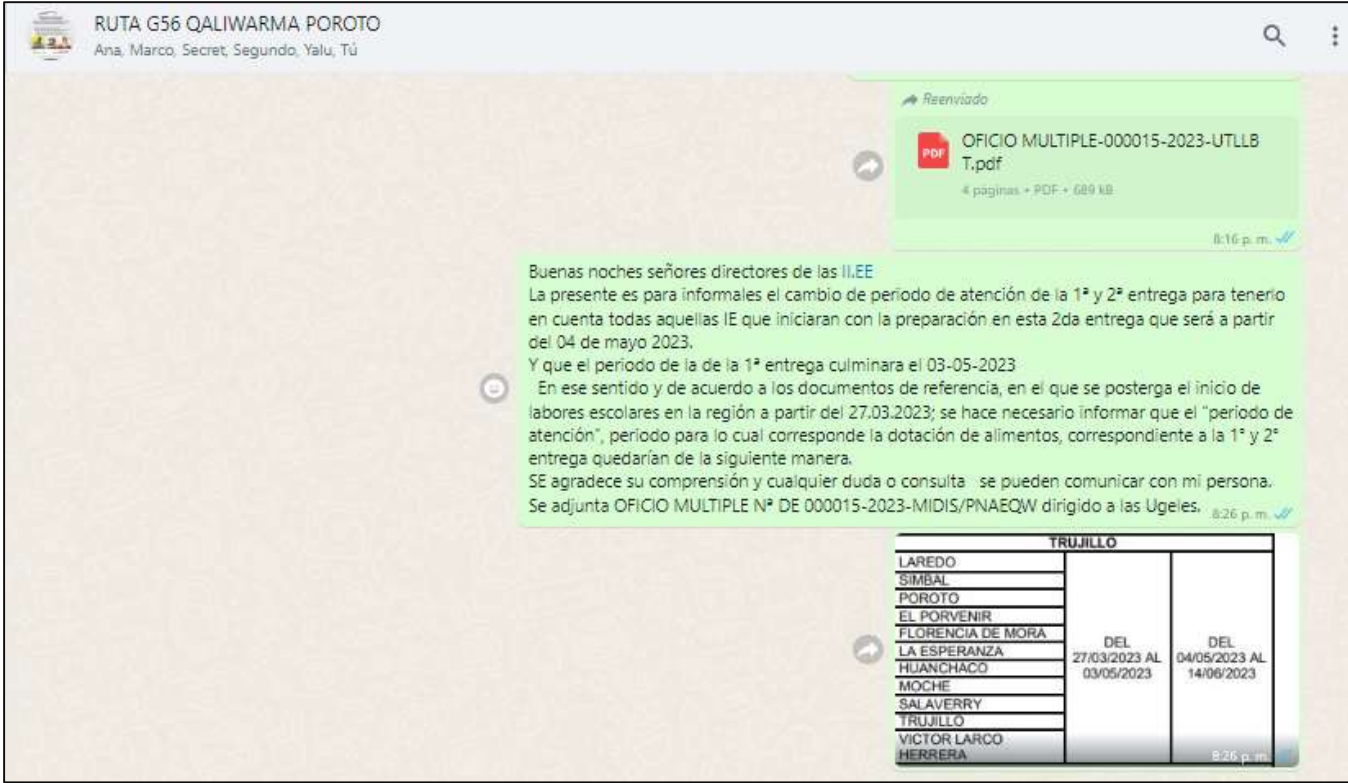 RUTA G56 QALIWARMA POROTO
Ana, Marco, Secret, Segundo, Yalu, Tú
Reenviado
PDF
OFICIO MULTIPLE-000015-2023-UTLLB
T.pdf
4 páginas • PDF • 689 kB
8:16 p. m.
Buenas noches señores directores de las II.EE
La presente es para informales el cambio de periodo de atención de la 1ª y 2ª entrega para tenerlo
en cuenta todas aquellas IE que iniciaran con la preparación en esta 2da entrega que será a partir
del 04 de mayo 2023.
Y que el periodo de la de la 1ª entrega culminara el 03-05-2023
En ese sentido y de acuerdo a los documentos de referencia, en el que se posterga el inicio de
labores escolares en la región a partir del 27.03.2023; se hace necesario informar que el "periodo de
atención", periodo para lo cual corresponde la dotación de alimentos, correspondiente a la 1° y 2°
entrega quedarían de la siguiente manera.
SE agradece su comprensión y cualquier duda o consulta se pueden comunicar con mi persona.
Se adjunta OFICIO MULTIPLE Nª DE 000015-2023-MIDIS/PNAEQW dirigido a las Ugeles.
8:26 p. m.
TRUJILLO
LAREDO
SIMBAL
POROTO
EL PORVENIR
FLORENCIA DE MORA
LA ESPERANZA
HUANCHACO
MOCHE
SALAVERRY
TRUJILLO
VICTOR LARCO
HERRERA
DEL
27/03/2023 AL
03/05/2023
DEL
04/05/2023 AL
14/06/2023
8:26 p. m.